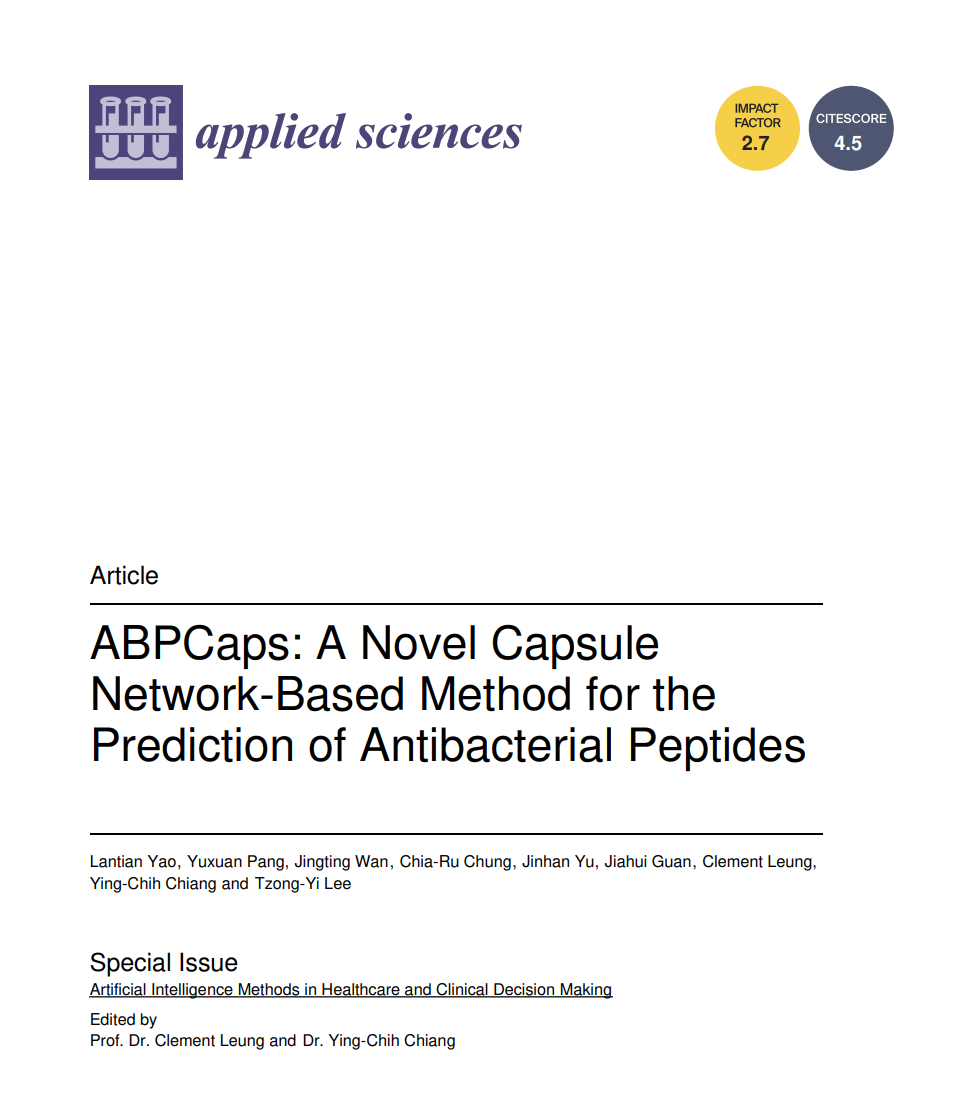 applied sciences
IMPACT
FACTOR
2.7
CITESCORE
4.5
Article
ABPCaps: A Novel Capsule
Network-Based Method for the
Prediction of Antibacterial Peptides
Lantian Yao, Yuxuan Pang, Jingting Wan, Chia-Ru Chung, Jinhan Yu, Jiahui Guan, Clement Leung,
Ying-Chih Chiang and Tzong-Yi Lee
Special Issue
Artificial Intelligence Methods in Healthcare and Clinical Decision Making
Edited by
Prof. Dr. Clement Leung and Dr. Ying-Chih Chiang